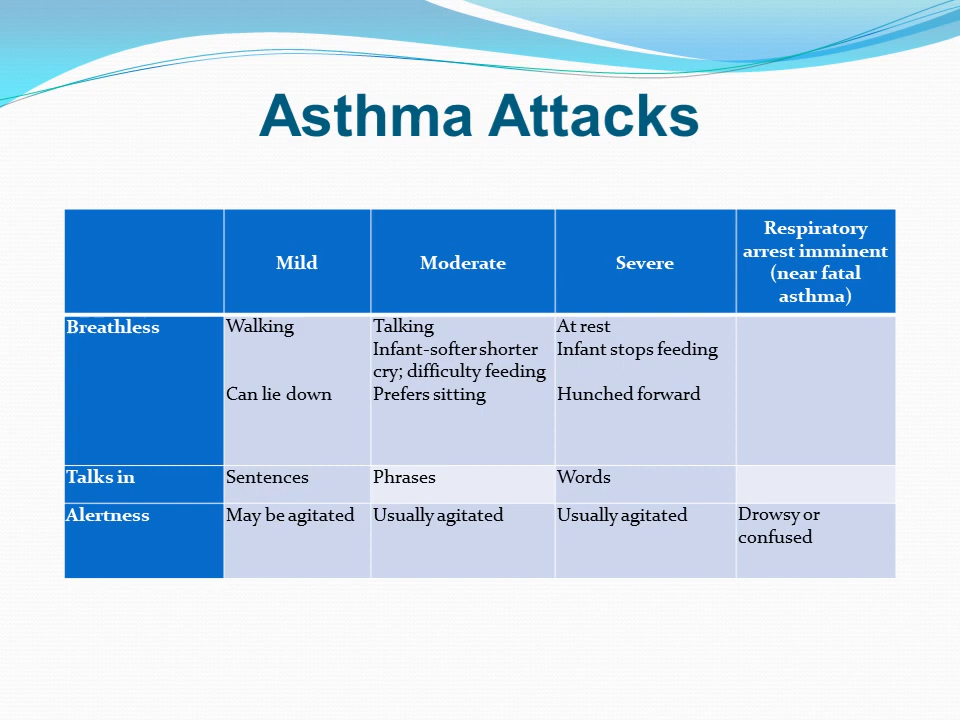 Asthma Attacks
Mild
Moderate
Severe
Respiratory
arrest imminent
(near fatal
asthma)
Breathless
Walking
Can lie down
Talking
Infant-softer shorter
cry; difficulty feeding
Prefers sitting
At rest
Infant stops feeding
Hunched forward
Talks in
Sentences
Phrases
Words
Alertness
May be agitated
Usually agitated
Usually agitated
Drowsy or
confused